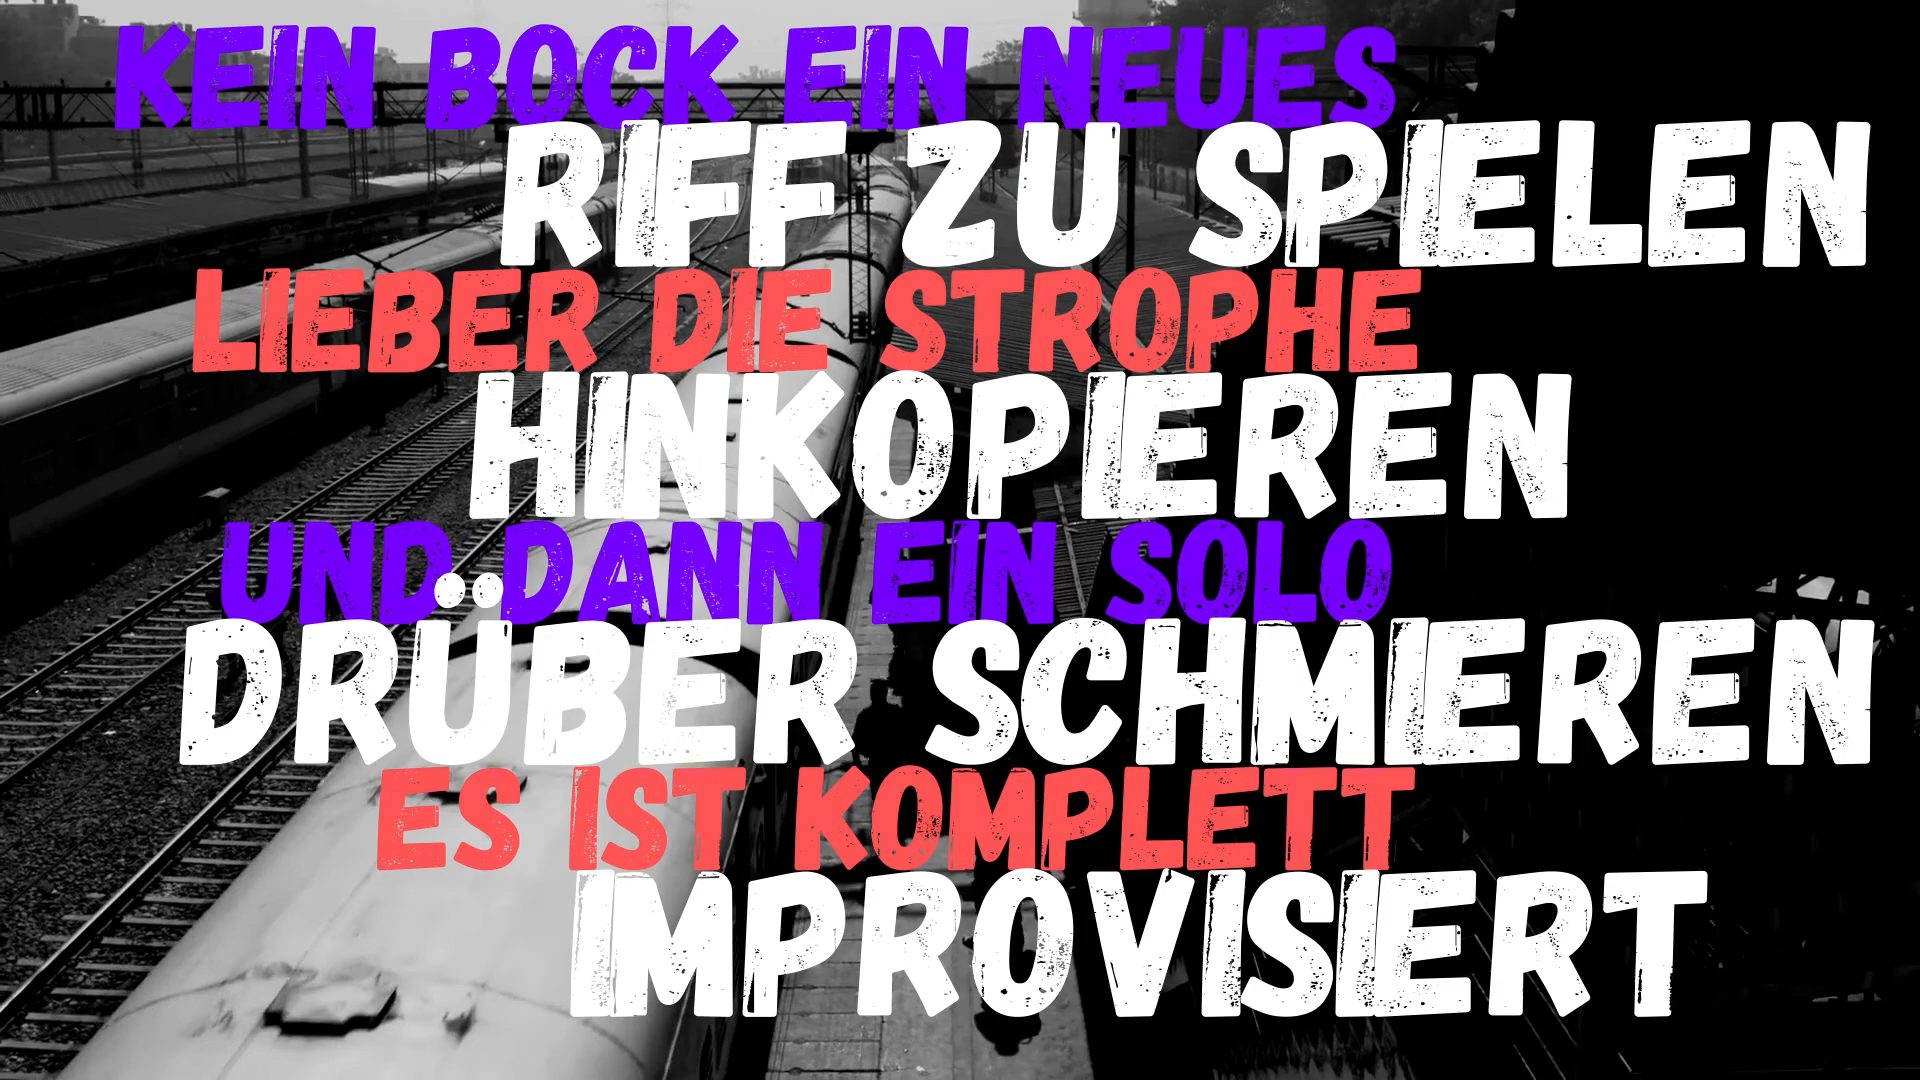 KEIN BOCK EIN NEUES
RIFF ZU SPIELEN
LIEBER DIE STROPHE
HINKOPIEREN
UND DANN EIN SOLO
DRÜBER SCHMIEREN
ES IST KOMPLETT
IMPROVISIERT